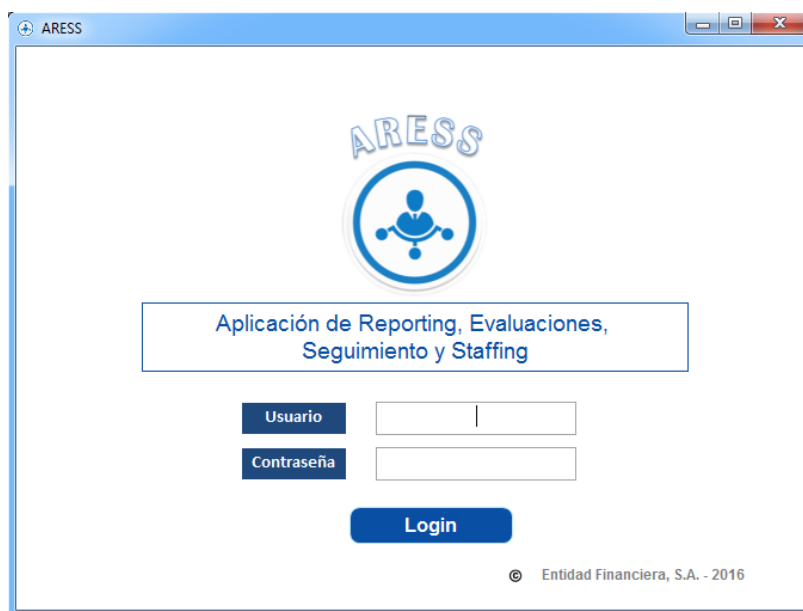 ARESS
ARESS
Aplicación de Reporting, Evaluaciones,
Seguimiento y Staffing
Usuario
Contraseña
Login
© Entidad Financiera, S.A. - 2016